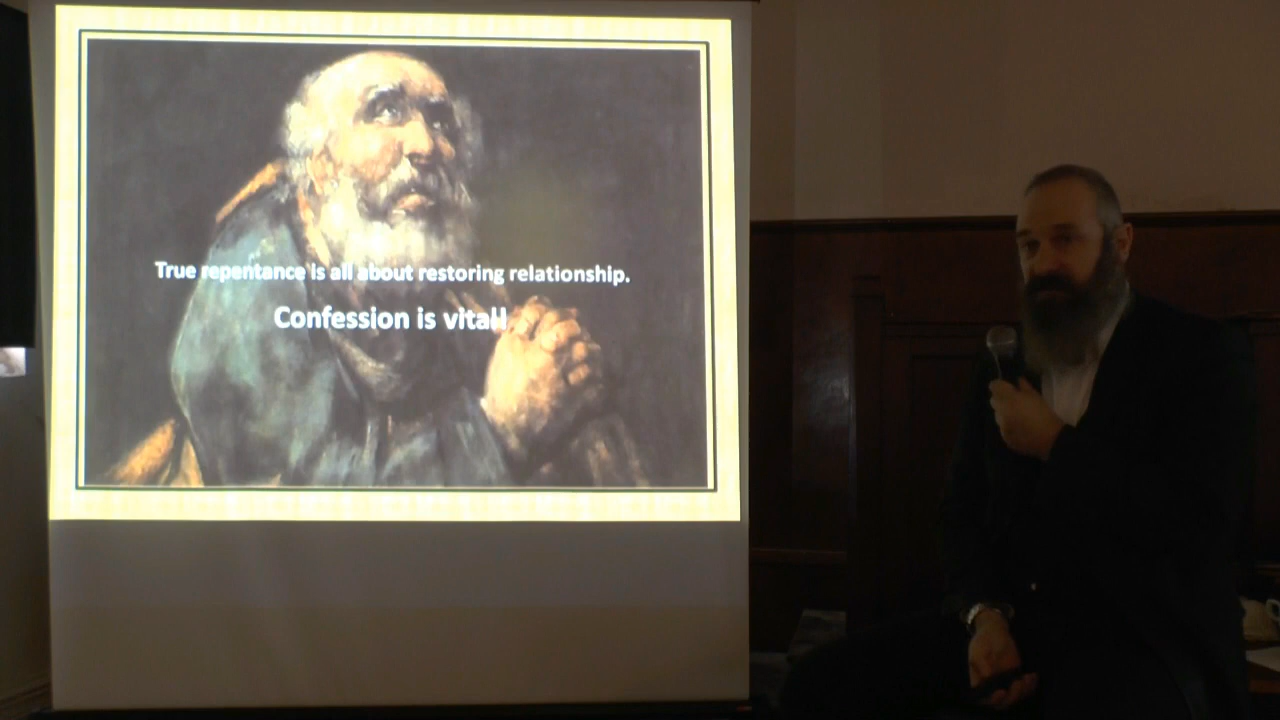 True repentance is all about restoring relationship.
Confession is vital!